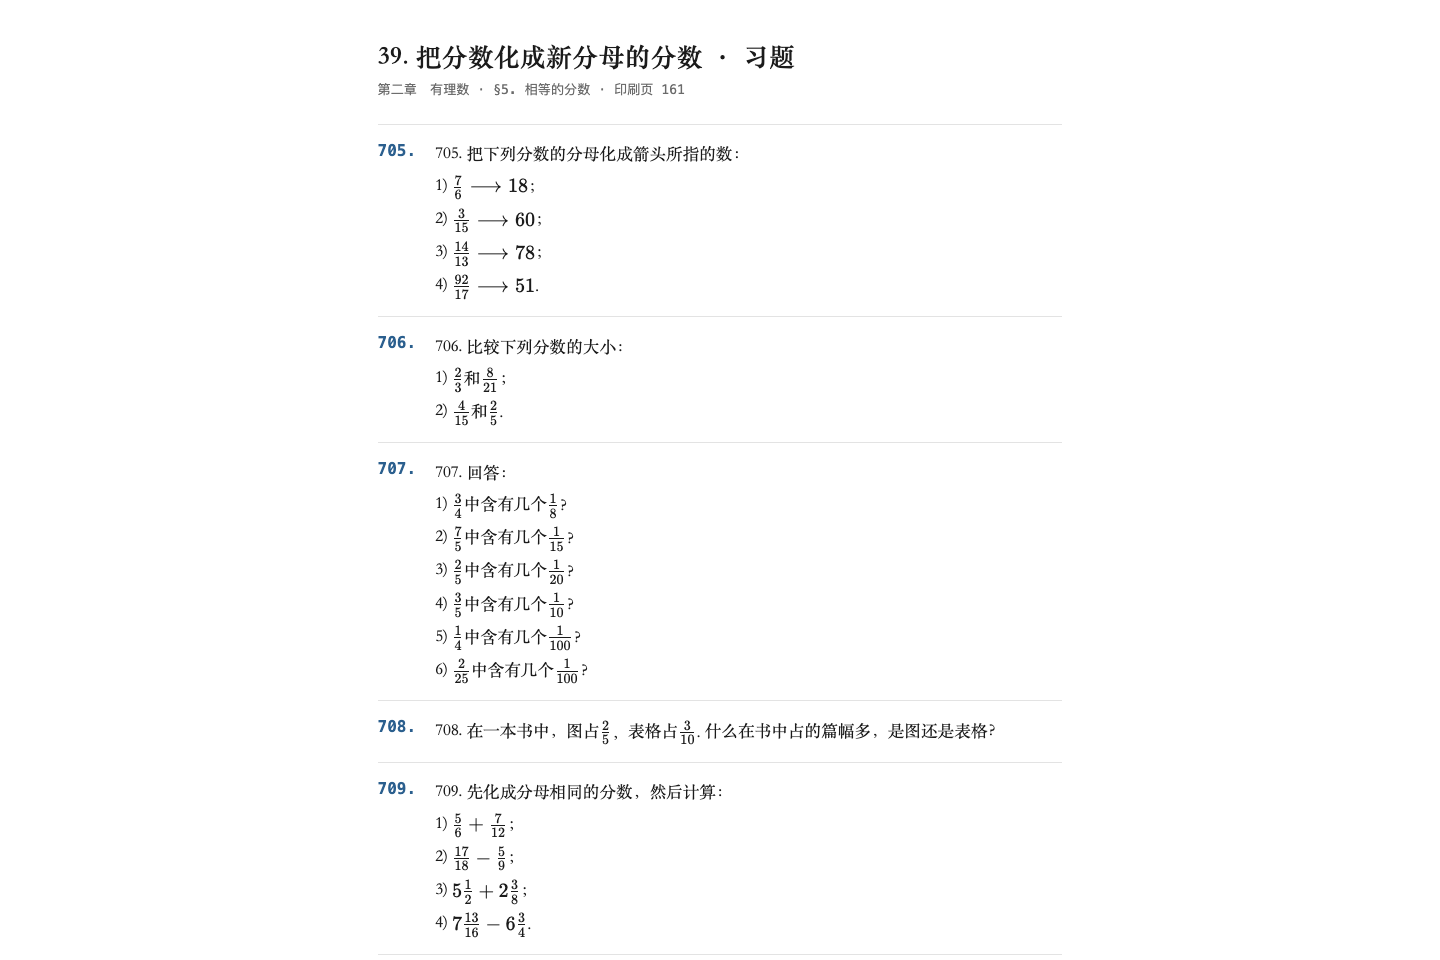 39. 把分数化成新分母的分数 · 习题
第二章 有理数 · §5. 相等的分数 · 印刷页 161
705. 705. 把下列分数的分母化成箭头所指的数:
1) 7/6 ⟶ 18;
2) 3/15 ⟶ 60;
3) 14/13 ⟶ 78;
4) 92/17 ⟶ 51.
706. 706. 比较下列分数的大小:
1) 2/3和8/21;
2) 4/15和2/5.
707. 707. 回答:
1) 3/4中含有几个1/8?
2) 7/5中含有几个1/15?
3) 2/5中含有几个1/20?
4) 3/5中含有几个1/10?
5) 1/4中含有几个1/100?
6) 2/25中含有几个1/100?
708. 708. 在一本书中, 图占2/5, 表格占3/10. 什么在书中占的篇幅多, 是图还是表格?
709. 709. 先化成分母相同的分数, 然后计算:
1) 5/6 + 7/12;
2) 17/18 − 5/9;
3) 5 1/2 + 2 3/8;
4) 7 13/16 − 6 3/4.